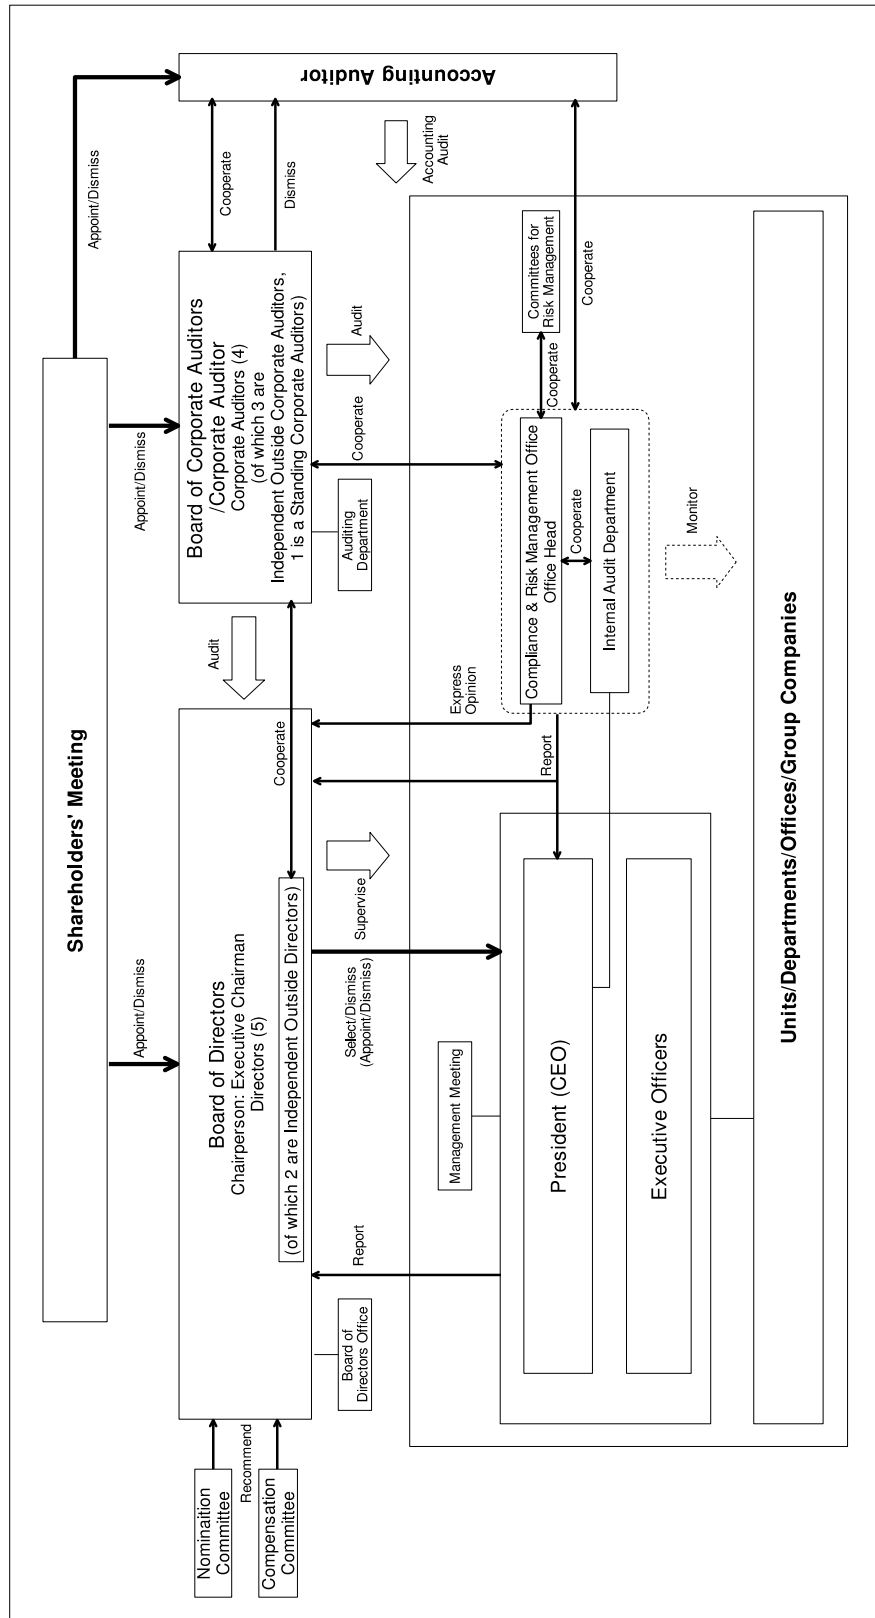 Shareholders' Meeting
Appoint/Dismiss
Appoint/Dismiss
Appoint/Dismiss
Nominaition
Committee
Recommend
Compensation
Committee
Board of Directors
Chairperson: Executive Chairman
Directors (5)
(of which 2 are Independent Outside Directors)
Audit
Cooperate
Board of Corporate Auditors
/Corporate Auditor
Corporate Auditors (4)
(of which 3 are
Independent Outside Corporate Auditors,
1 is a Standing Corporate Auditors)
Cooperate
Dismiss
Accounting Auditor
Board of
Directors Office
Report
Select/Dismiss
(Appoint/Dismiss)
Supervise
Auditing
Department
Cooperate
Audit
Accounting
Audit
Management Meeting
Express
Opinion
Report
President (CEO)
Executive Officers
Compliance & Risk Management Office
Office Head
Cooperate
Internal Audit Department
Cooperate
Committees for
Risk Management
Cooperate
Monitor
Units/Departments/Offices/Group Companies